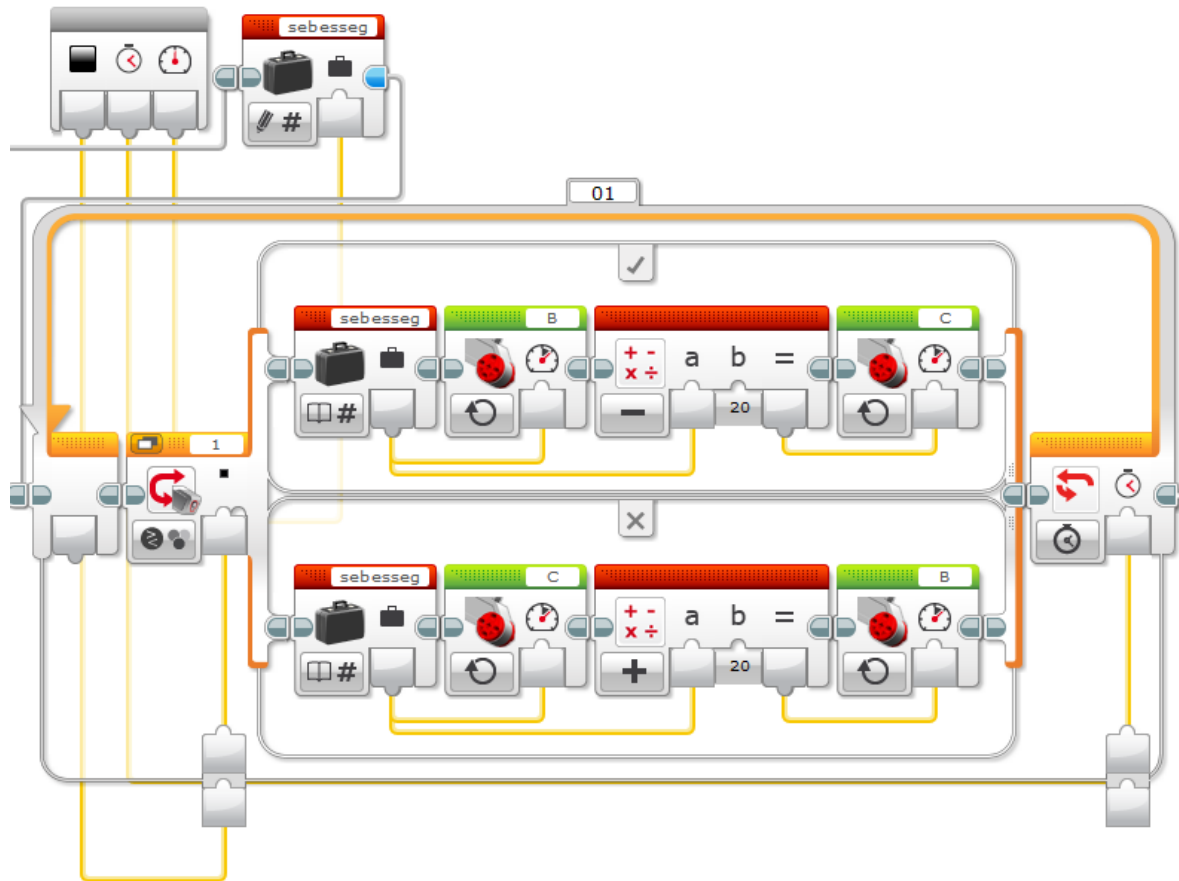 sebesseg
#
01
sebesseg B C
+ - × ÷ a b =
# − 20
1
sebesseg C B
+ - × ÷ a b =
# + 20